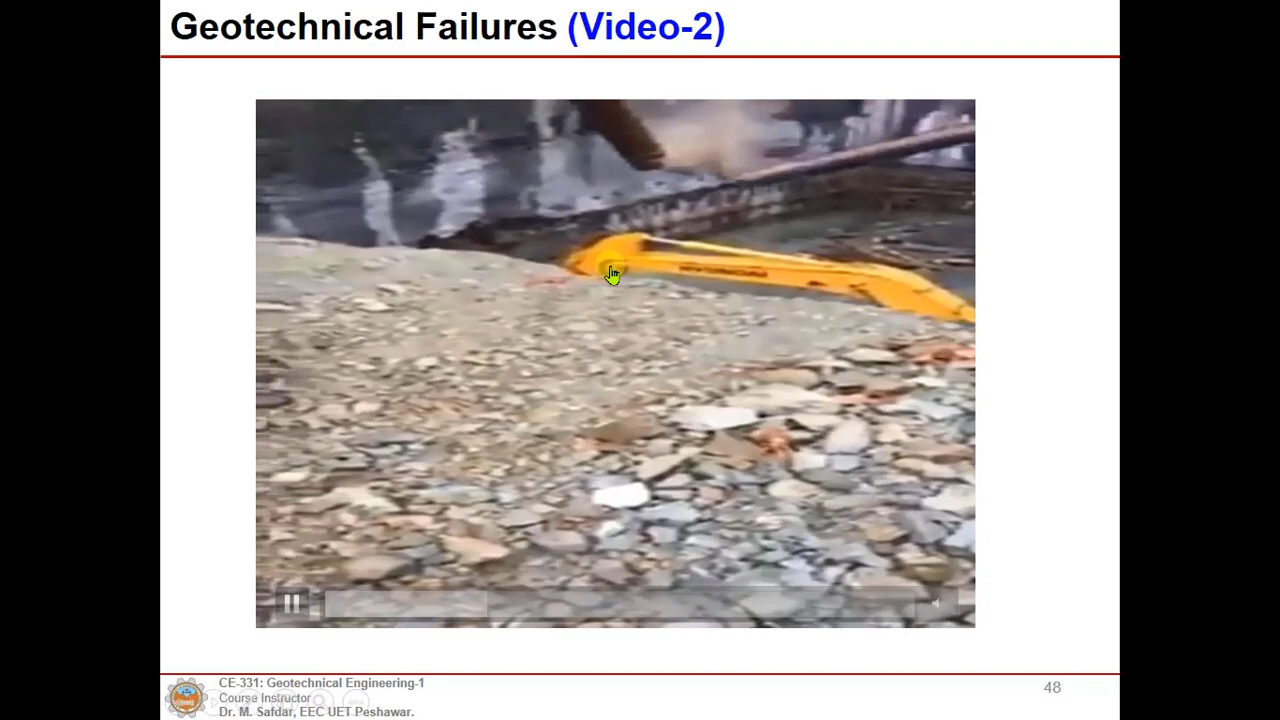 Geotechnical Failures (Video-2)
CE-331: Geotechnical Engineering-1
Course Instructor
Dr. M. Safdar, EEC UET Peshawar.
48